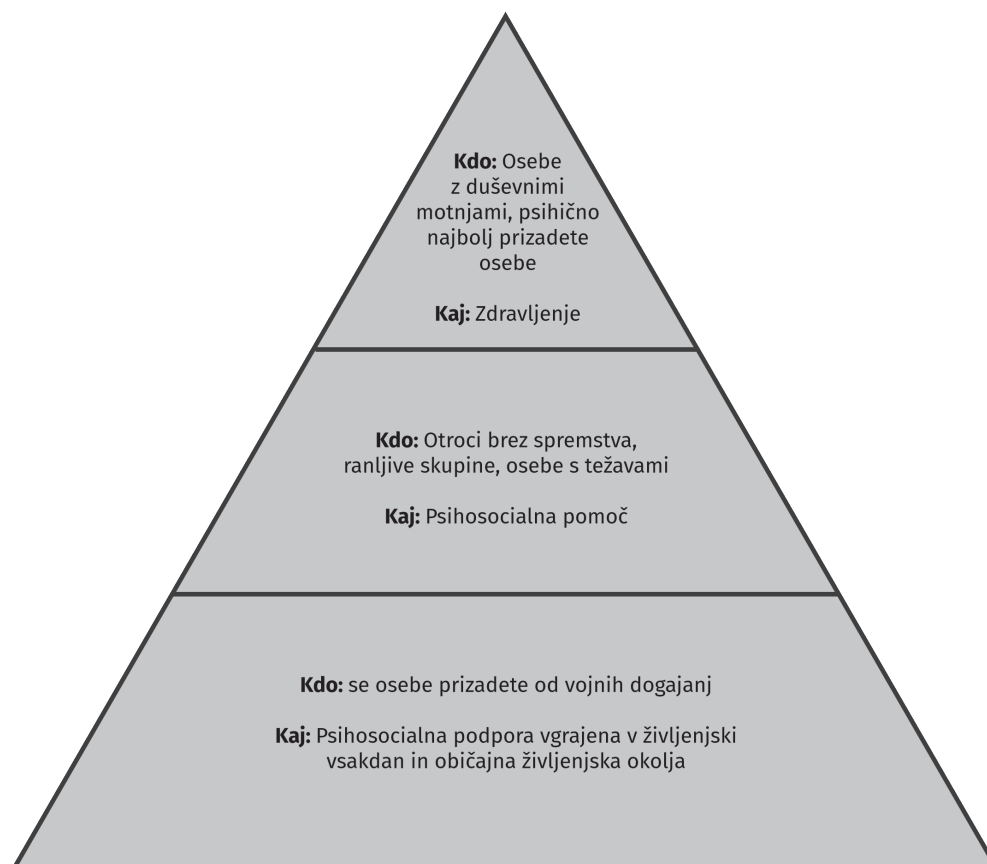 Kdo: Osebe
z duševnimi
motnjami, psihično
najbolj prizadete
osebe
Kaj: Zdravljenje
Kdo: Otroci brez spremstva,
ranljive skupine, osebe s težavami
Kaj: Psihosocialna pomoč
Kdo: se osebe prizadete od vojnih dogajanj
Kaj: Psihosocialna podpora vgrajena v življenjski
vsakdan in običajna življenjska okolja